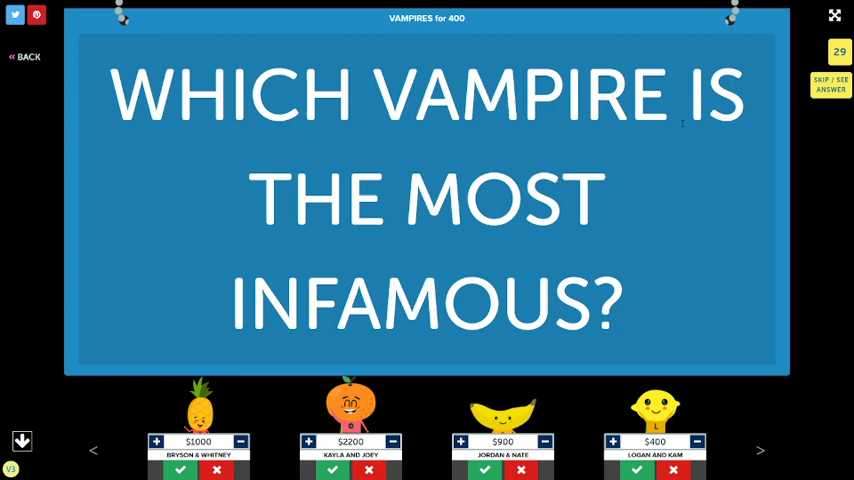 VAMPIRES for 400
« BACK
29
SKIP / SEE
ANSWER
WHICH VAMPIRE IS
THE MOST
INFAMOUS?
$1000
BRYSON & WHITNEY
$2200
KAYLA AND JOEY
$900
JORDAN & NATE
L
$400
LOGAN AND KAM
V3